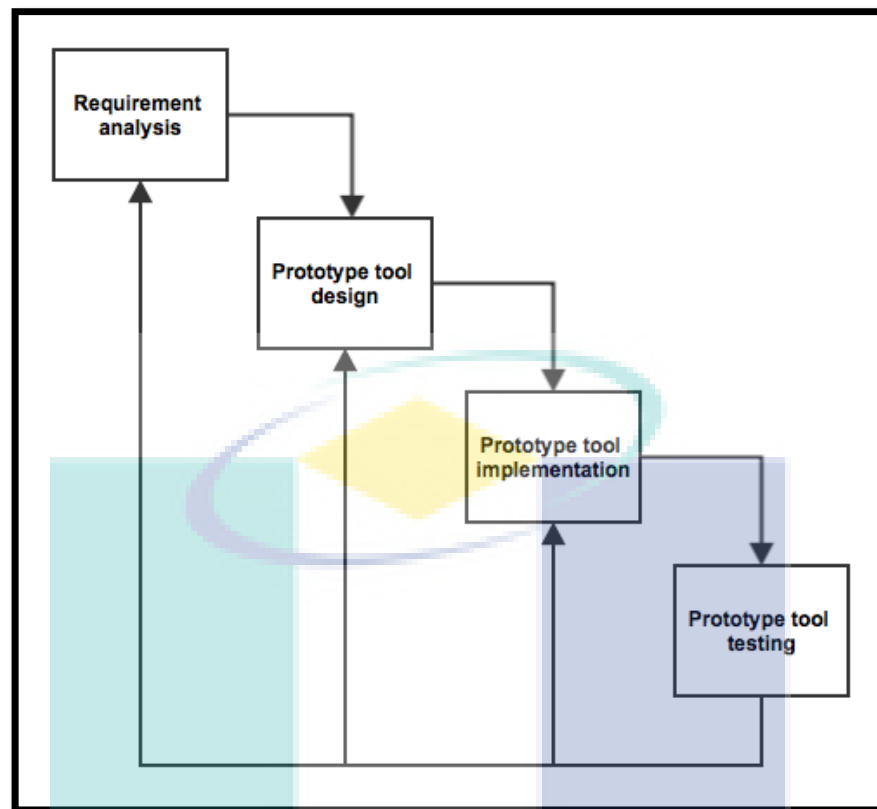 Requirement
analysis
Prototype tool
design
Prototype tool
implementation
Prototype tool
testing